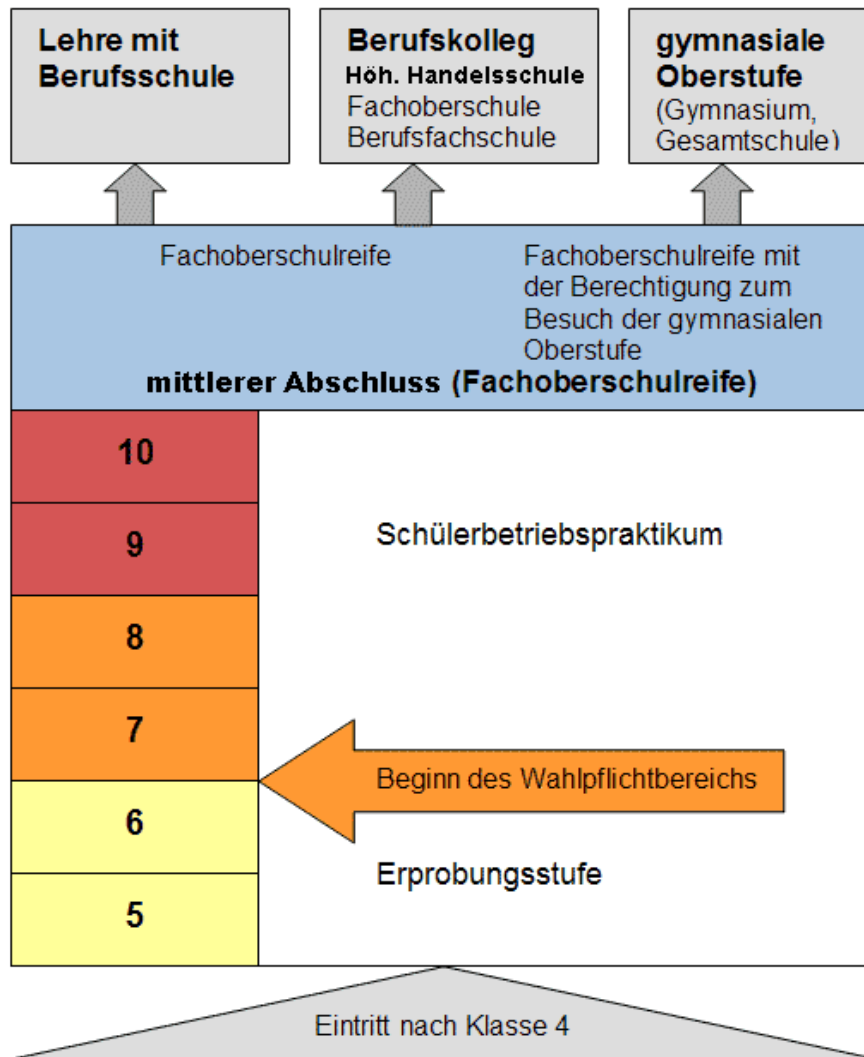 Lehre mit
Berufsschule
Berufskolleg
Höh. Handelsschule
Fachoberschule
Berufsfachschule
gymnasiale
Oberstufe
(Gymnasium,
Gesamtschule)
Fachoberschulreife
Fachoberschulreife mit
der Berechtigung zum
Besuch der gymnasialen
Oberstufe
mittlerer Abschluss (Fachoberschulreife)
10
9
Schülerbetriebspraktikum
8
7
Beginn des Wahlpflichtbereichs
6
Erprobungsstufe
5
Eintritt nach Klasse 4